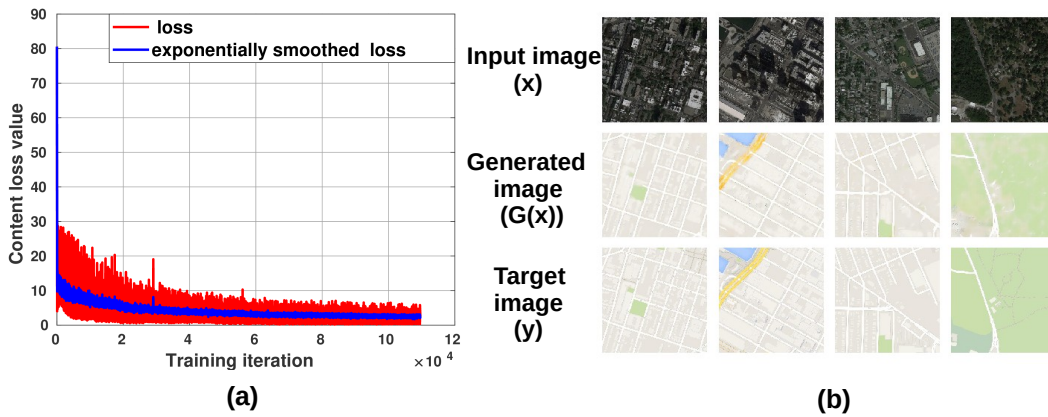 loss
exponentially smoothed loss
90
80
70
60
50
40
30
20
10
0
Content loss value
0
2
4
6
8
10
12
Training iteration
×10 4
(a)
Input image
(x)
Generated
image
(G(x))
Target
image
(y)
(b)